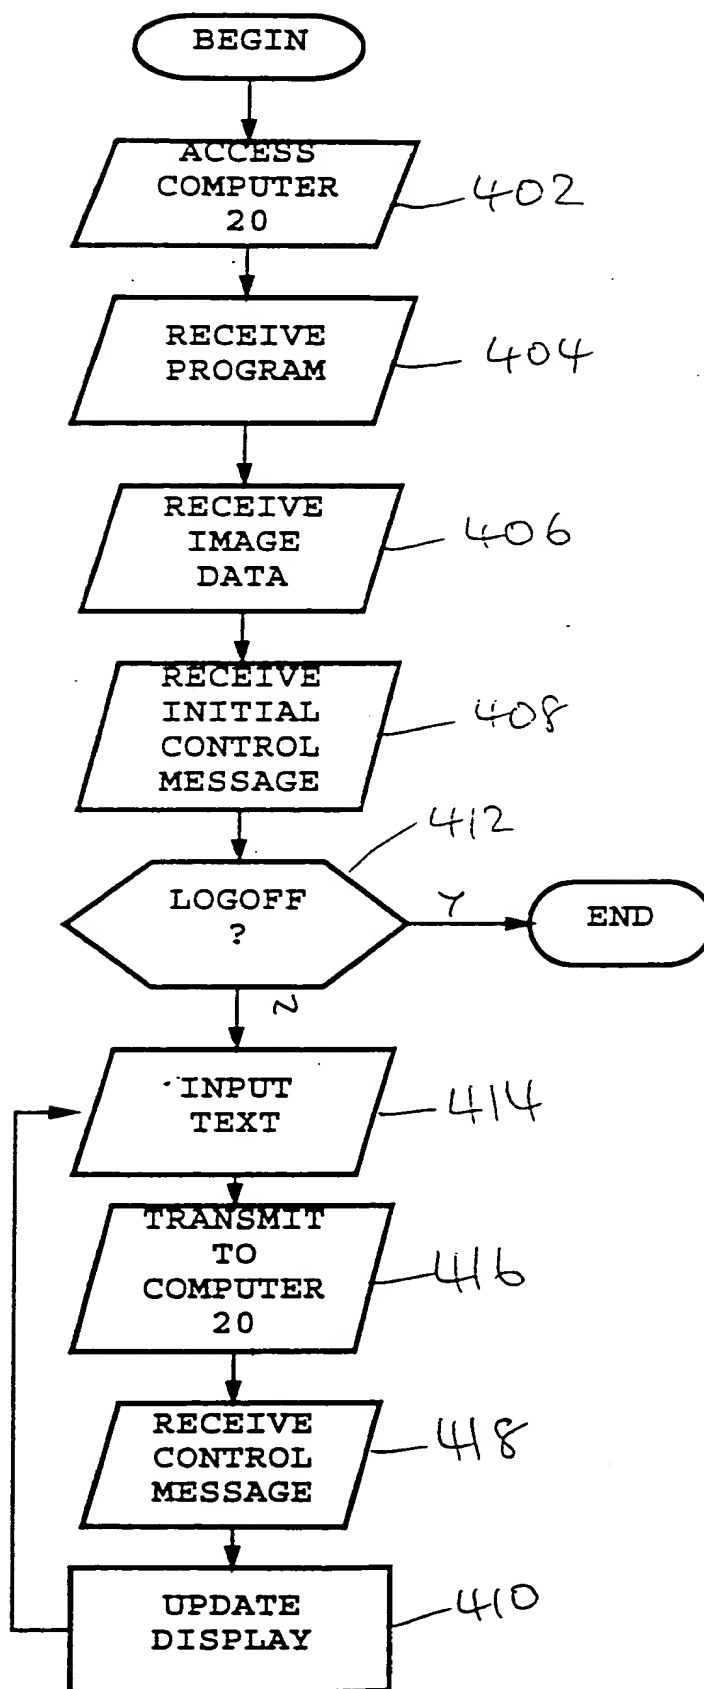 BEGIN
ACCESS
COMPUTER
20
402
RECEIVE
PROGRAM
404
RECEIVE
IMAGE
DATA
406
RECEIVE
INITIAL
CONTROL
MESSAGE
408
412
LOGOFF
?
Y
END
N
INPUT
TEXT
414
TRANSMIT
TO
COMPUTER
20
416
RECEIVE
CONTROL
MESSAGE
418
UPDATE
DISPLAY
410